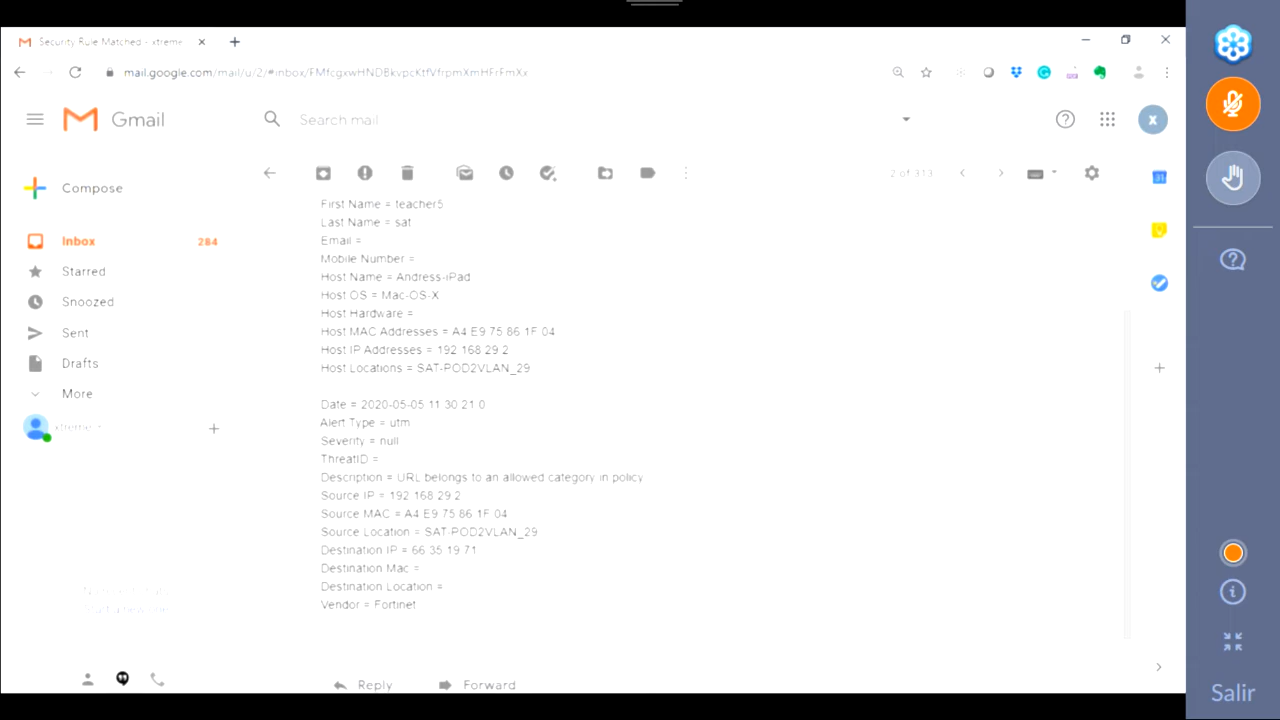 Security Rule Matched - xtreme
mail.google.com/mail/u/2/#inbox/FMfcgxwHNDBkvpcKtfVfrpmXmHFrFmXx
Gmail
Search mail
X
Compose
2 of 313
31
Inbox 284
Starred
Snoozed
Sent
Drafts
More
xtreme
First Name = teacher5
Last Name = sat
Email =
Mobile Number =
Host Name = Andress-iPad
Host OS = Mac-OS-X
Host Hardware =
Host MAC Addresses = A4 E9 75 86 1F 04
Host IP Addresses = 192 168 29 2
Host Locations = SAT-POD2VLAN_29
Date = 2020-05-05 11 30 21 0
Alert Type = utm
Severity = null
ThreatID =
Description = URL belongs to an allowed category in policy
Source IP = 192 168 29 2
Source MAC = A4 E9 75 86 1F 04
Source Location = SAT-POD2VLAN_29
Destination IP = 66 35 19 71
Destination Mac =
Destination Location =
Vendor = Fortinet
Reply
Forward
Salir